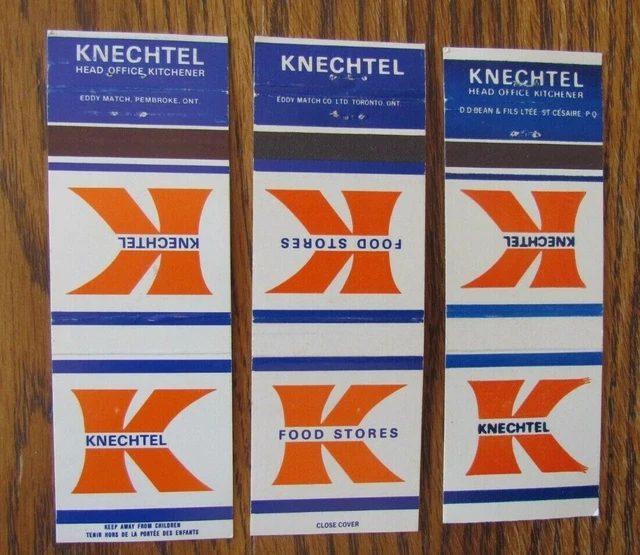 KNECHTEL
HEAD OFFICE KITCHENER
EDDY MATCH, PEMBROKE, ONT.
KNECHTEL
KNECHTEL
KEEP AWAY FROM CHILDREN
TENIR HORS DE LA PORTÉE DES ENFANTS
KNECHTEL
EDDY MATCH CO. LTD. TORONTO, ONT.
FOOD STORES
FOOD STORES
CLOSE COVER
KNECHTEL
HEAD OFFICE KITCHENER
D.D. BEAN & FILS LTÉE. ST CÉSAIRE, P.Q.
KNECHTEL
KNECHTEL